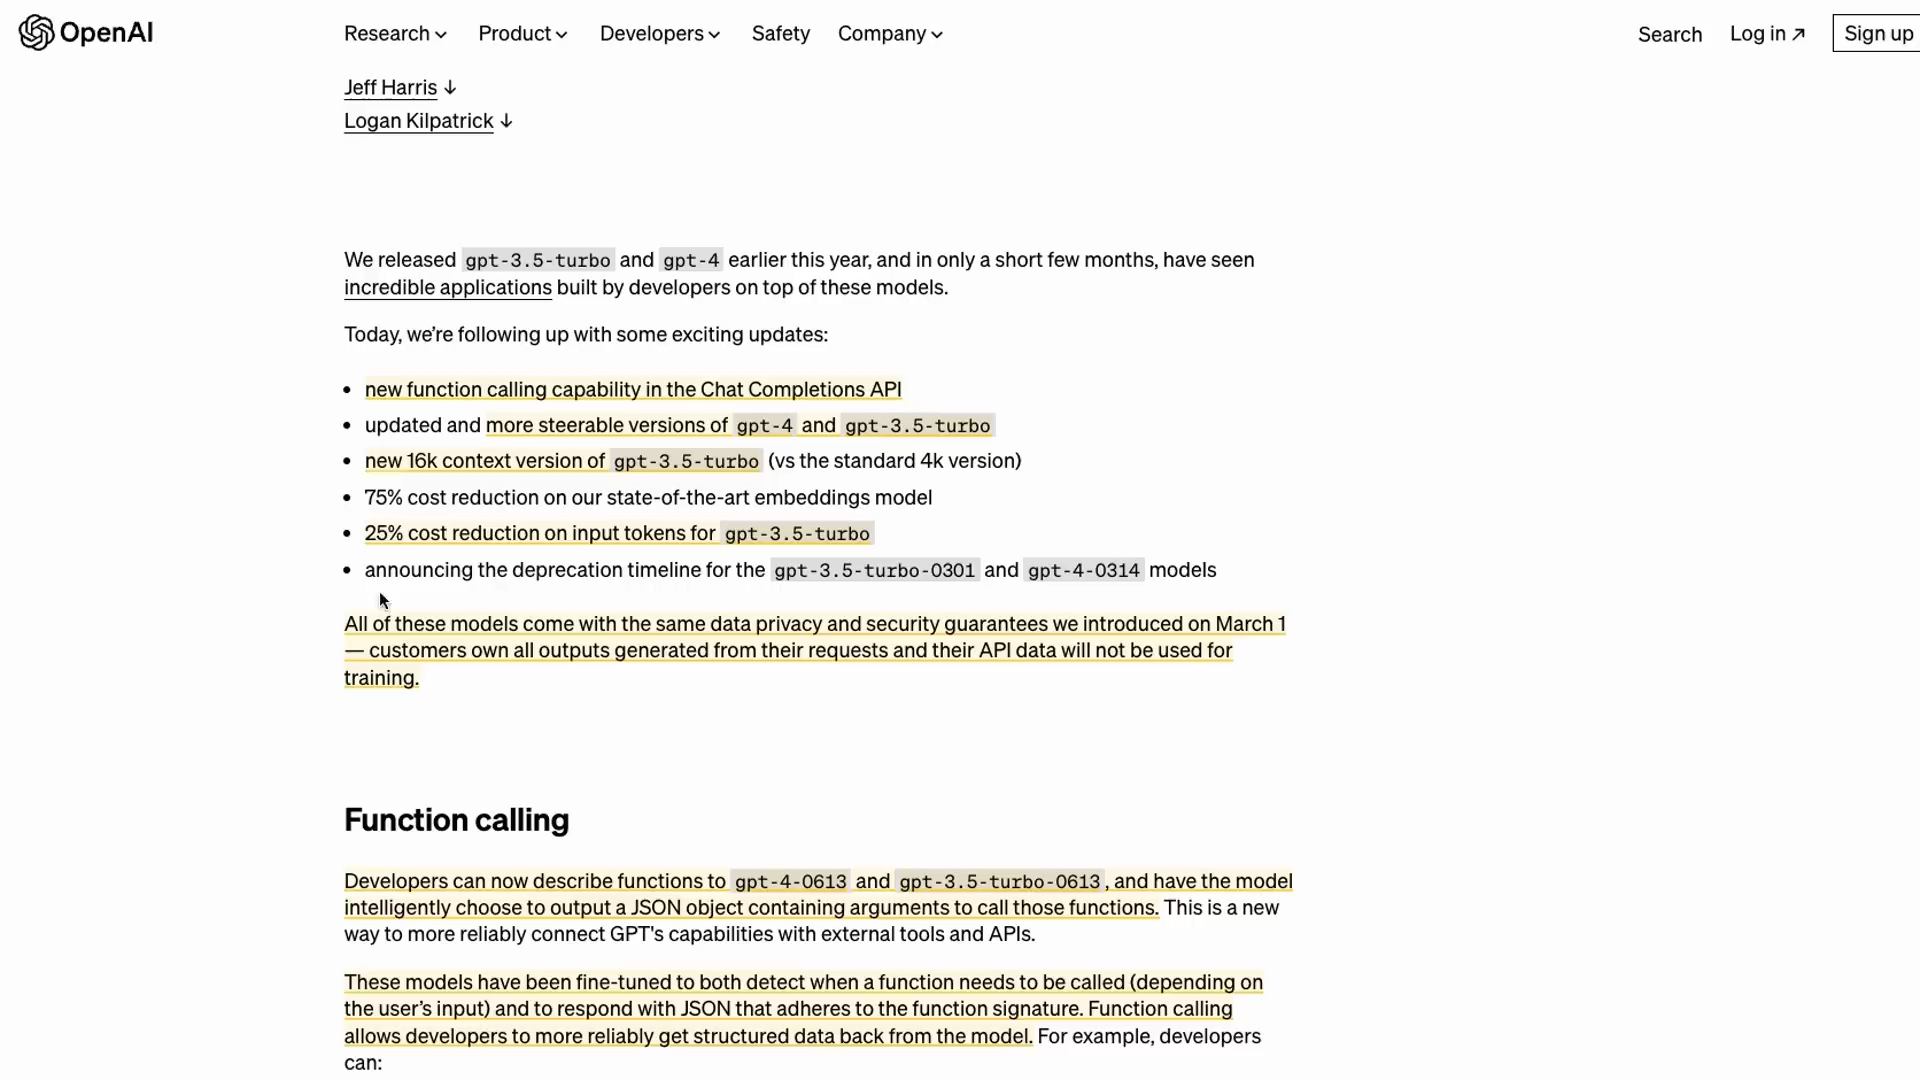 OpenAI
Research Product Developers Safety Company Search Log in ↗ Sign up
Jeff Harris ↓
Logan Kilpatrick ↓
We released gpt-3.5-turbo and gpt-4 earlier this year, and in only a short few months, have seen
incredible applications built by developers on top of these models.
Today, we’re following up with some exciting updates:
• new function calling capability in the Chat Completions API
• updated and more steerable versions of gpt-4 and gpt-3.5-turbo
• new 16k context version of gpt-3.5-turbo (vs the standard 4k version)
• 75% cost reduction on our state-of-the-art embeddings model
• 25% cost reduction on input tokens for gpt-3.5-turbo
• announcing the deprecation timeline for the gpt-3.5-turbo-0301 and gpt-4-0314 models
All of these models come with the same data privacy and security guarantees we introduced on March 1
— customers own all outputs generated from their requests and their API data will not be used for
training.
Function calling
Developers can now describe functions to gpt-4-0613 and gpt-3.5-turbo-0613, and have the model
intelligently choose to output a JSON object containing arguments to call those functions. This is a new
way to more reliably connect GPT's capabilities with external tools and APIs.
These models have been fine-tuned to both detect when a function needs to be called (depending on
the user’s input) and to respond with JSON that adheres to the function signature. Function calling
allows developers to more reliably get structured data back from the model. For example, developers
can: